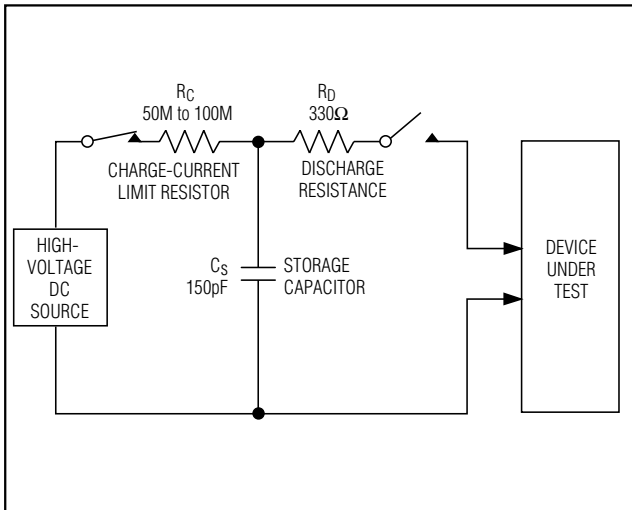 RC
50M to 100M
CHARGE-CURRENT
LIMIT RESISTOR
RD
330Ω
DISCHARGE
RESISTANCE
HIGH-
VOLTAGE
DC
SOURCE
CS
150pF
STORAGE
CAPACITOR
DEVICE
UNDER
TEST